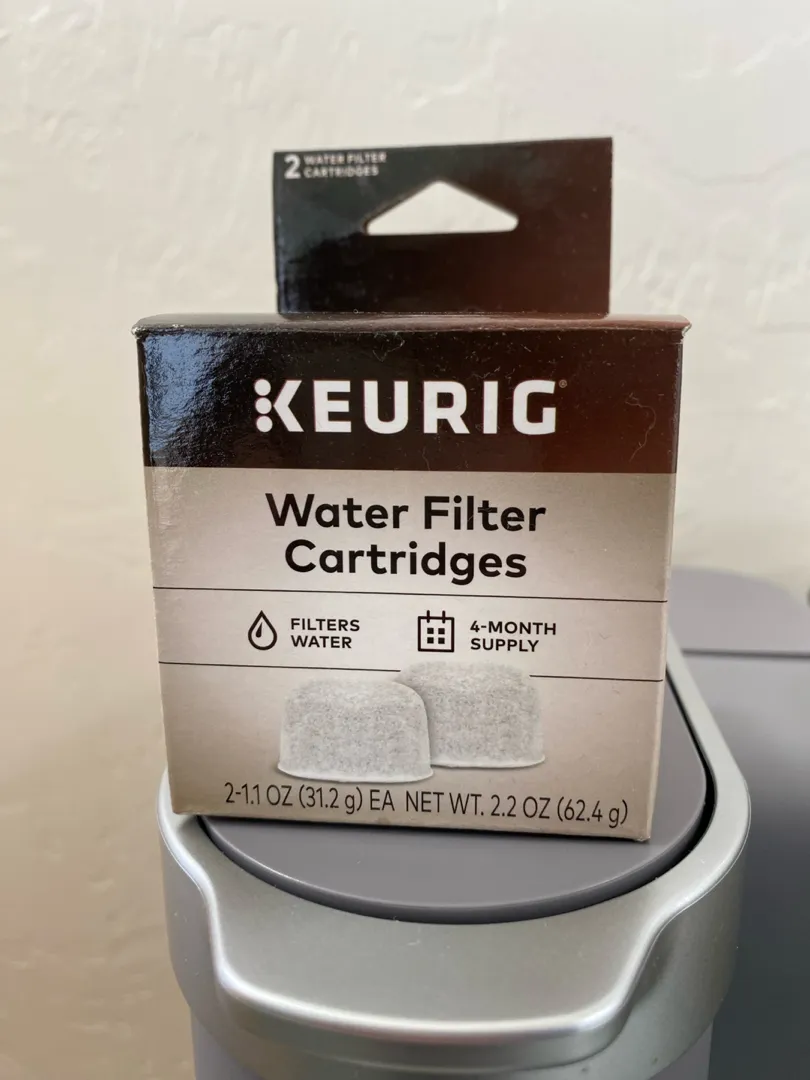 2 WATER FILTER
CARTRIDGES
KEURIG®
Water Filter
Cartridges
FILTERS
WATER
4-MONTH
SUPPLY
2-1.1 OZ (31.2 g) EA NET WT. 2.2 OZ (62.4 g)